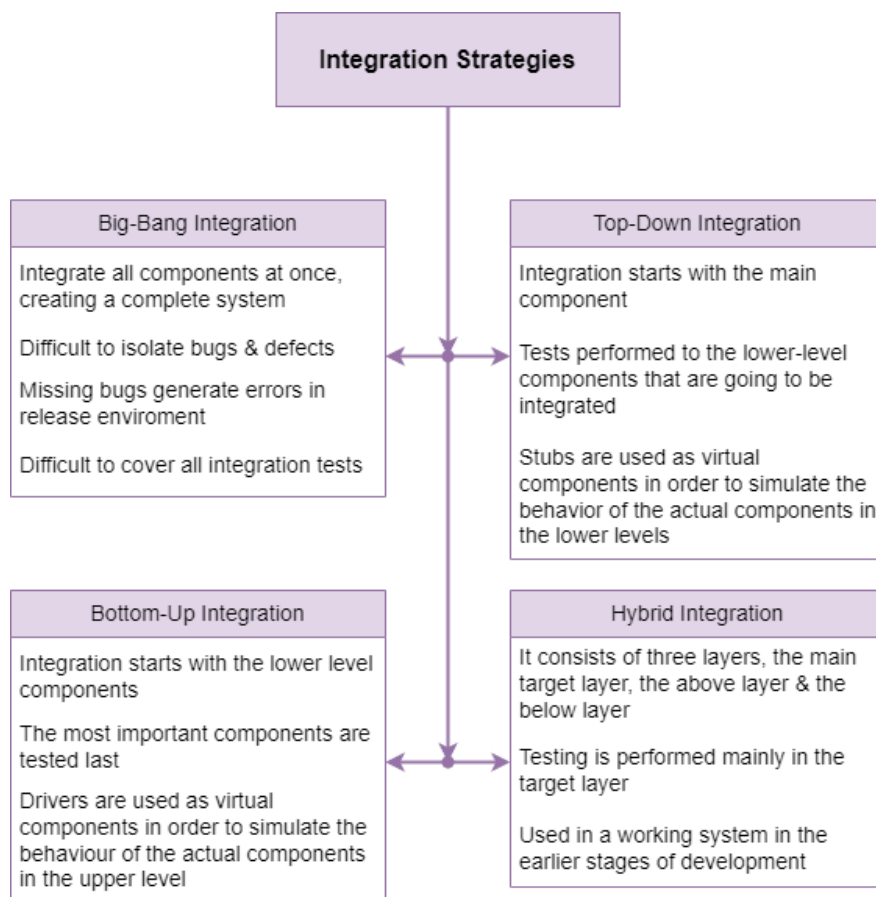 Integration Strategies
Big-Bang Integration
Integrate all components at once,
creating a complete system
Difficult to isolate bugs & defects
Missing bugs generate errors in
release enviroment
Difficult to cover all integration tests
Top-Down Integration
Integration starts with the main
component
Tests performed to the lower-level
components that are going to be
integrated
Stubs are used as virtual
components in order to simulate the
behavior of the actual components in
the lower levels
Bottom-Up Integration
Integration starts with the lower level
components
The most important components are
tested last
Drivers are used as virtual
components in order to simulate the
behaviour of the actual components
in the upper level
Hybrid Integration
It consists of three layers, the main
target layer, the above layer & the
below layer
Testing is performed mainly in the
target layer
Used in a working system in the
earlier stages of development